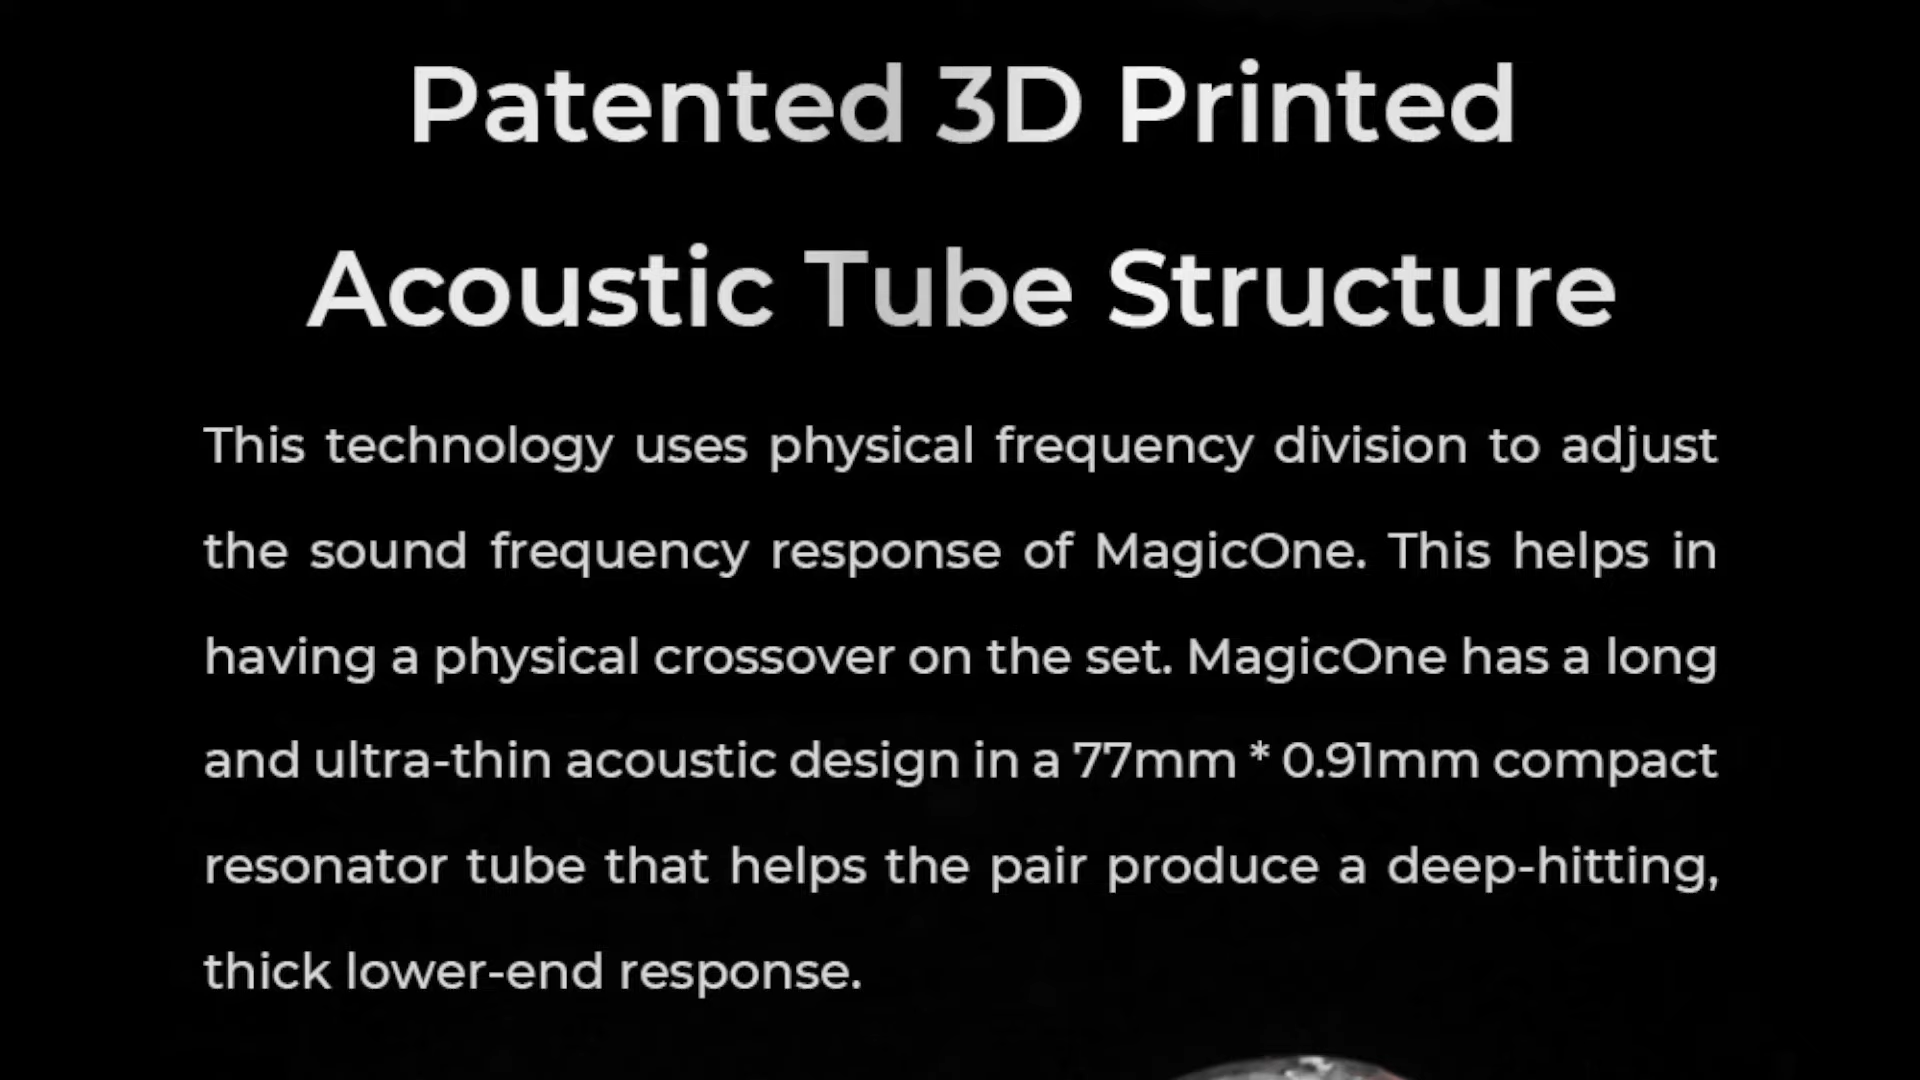 Patented 3D Printed
Acoustic Tube Structure
This technology uses physical frequency division to adjust
the sound frequency response of MagicOne. This helps in
having a physical crossover on the set. MagicOne has a long
and ultra-thin acoustic design in a 77mm * 0.91mm compact
resonator tube that helps the pair produce a deep-hitting,
thick lower-end response.